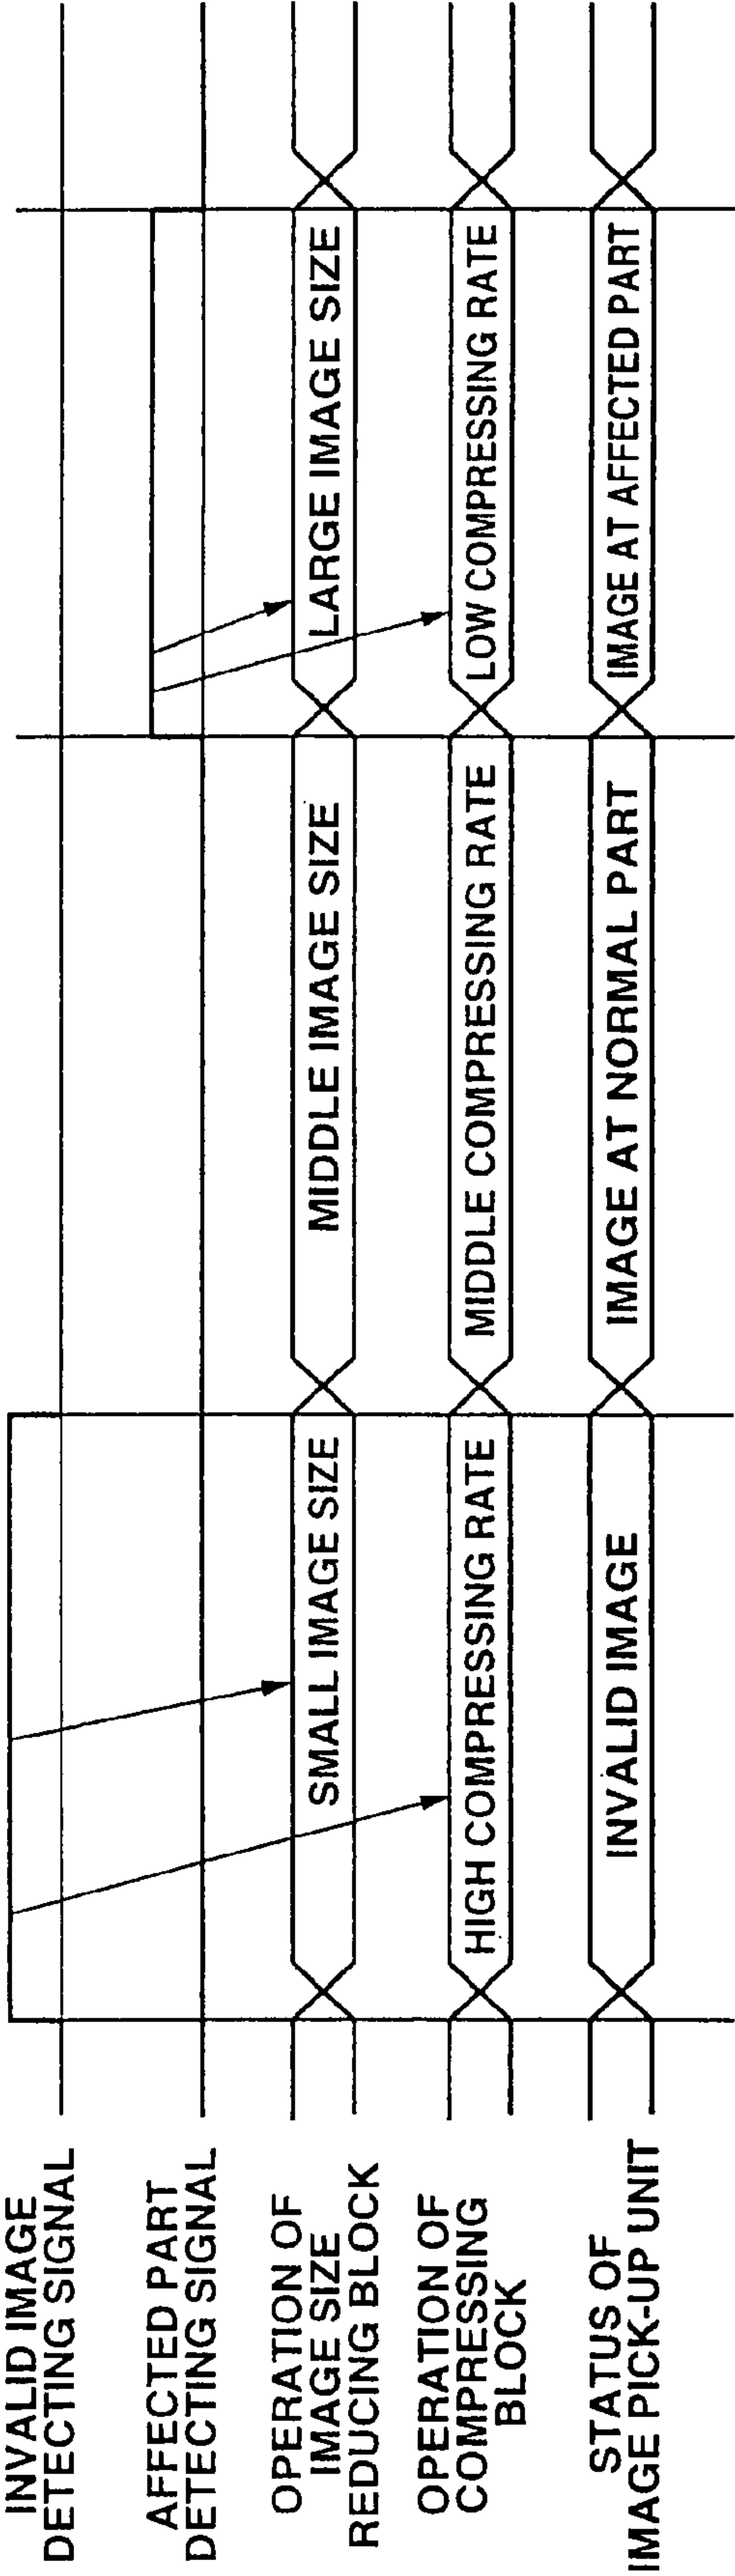 INVALID IMAGE
DETECTING SIGNAL
AFFECTED PART
DETECTING SIGNAL
OPERATION OF
IMAGE SIZE
REDUCING BLOCK
SMALL IMAGE SIZE
MIDDLE IMAGE SIZE
LARGE IMAGE SIZE
OPERATION OF
COMPRESSING
BLOCK
HIGH COMPRESSING RATE
MIDDLE COMPRESSING RATE
LOW COMPRESSING RATE
STATUS OF
IMAGE PICK-UP UNIT
INVALID IMAGE
IMAGE AT NORMAL PART
IMAGE AT AFFECTED PART